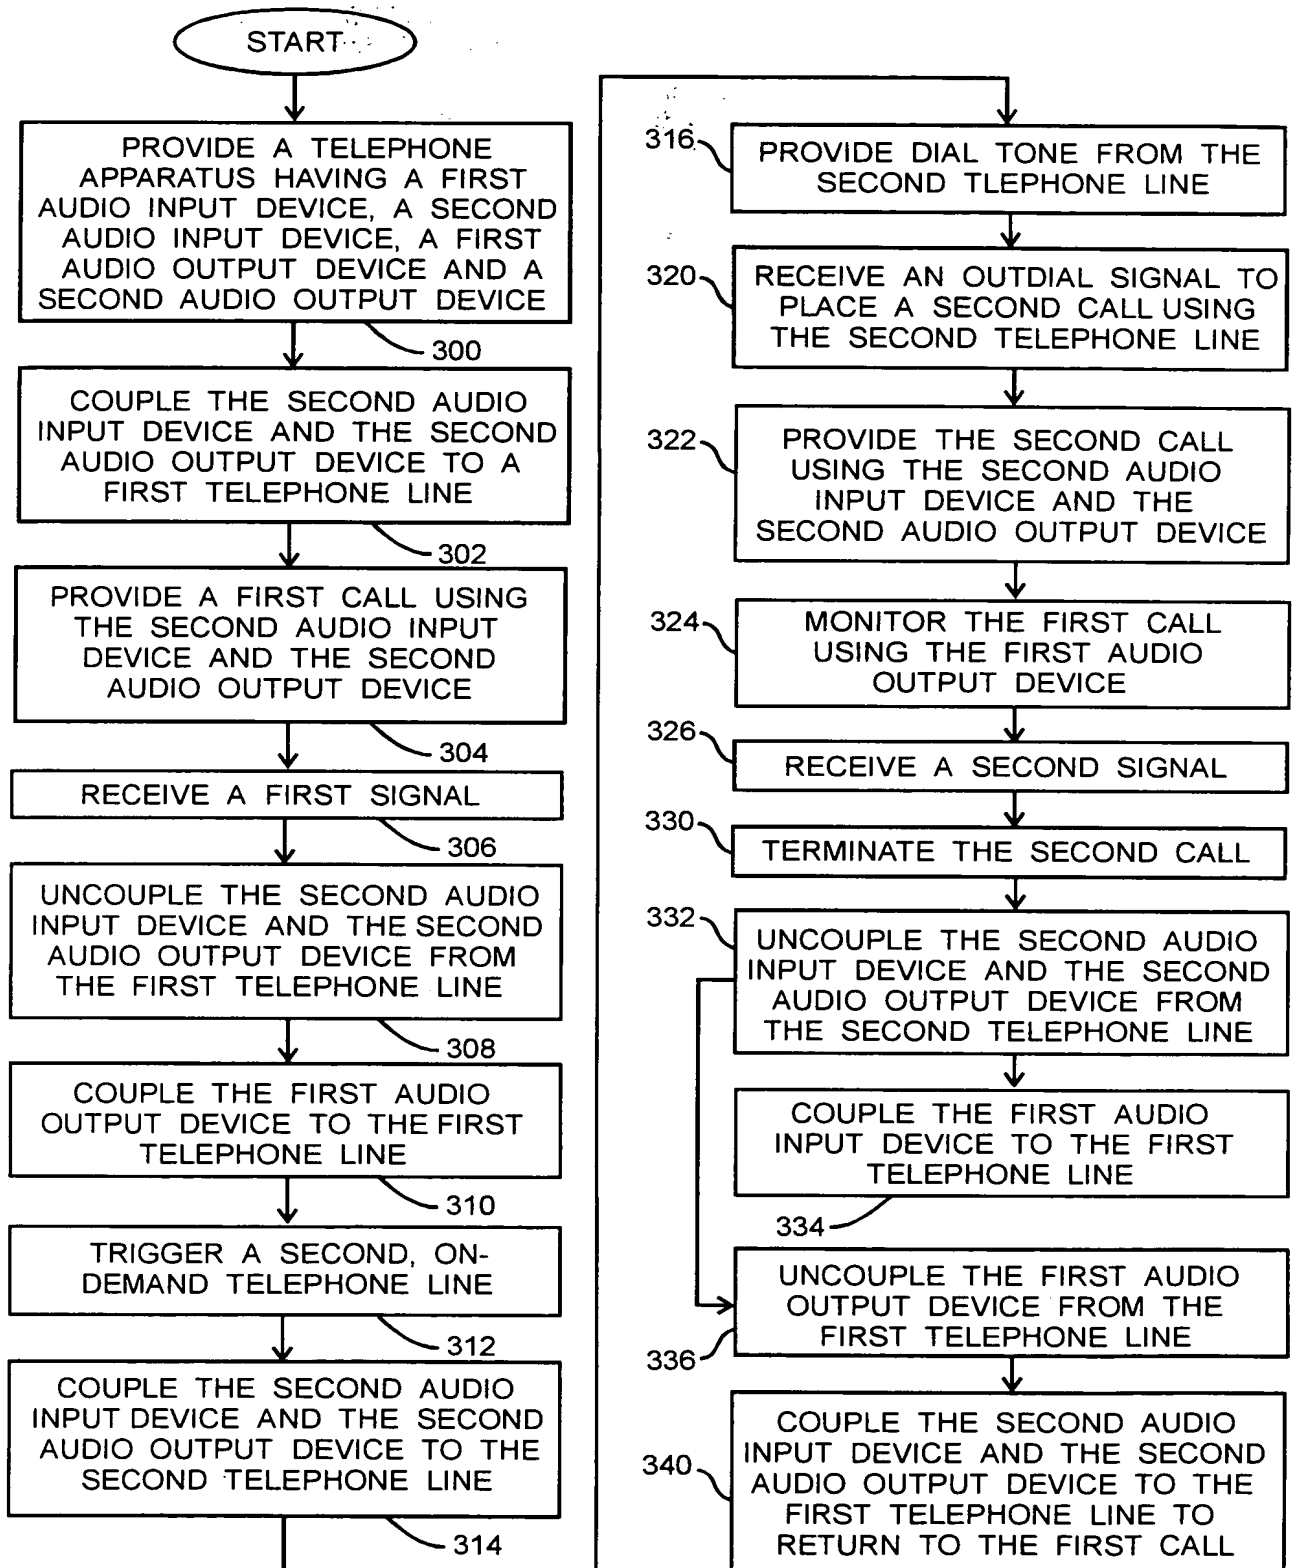 START
PROVIDE A TELEPHONE
APPARATUS HAVING A FIRST
AUDIO INPUT DEVICE, A SECOND
AUDIO INPUT DEVICE, A FIRST
AUDIO OUTPUT DEVICE AND A
SECOND AUDIO OUTPUT DEVICE
300
COUPLE THE SECOND AUDIO
INPUT DEVICE AND THE SECOND
AUDIO OUTPUT DEVICE TO A
FIRST TELEPHONE LINE
302
PROVIDE A FIRST CALL USING
THE SECOND AUDIO INPUT
DEVICE AND THE SECOND
AUDIO OUTPUT DEVICE
304
RECEIVE A FIRST SIGNAL
306
UNCOUPLE THE SECOND AUDIO
INPUT DEVICE AND THE SECOND
AUDIO OUTPUT DEVICE FROM
THE FIRST TELEPHONE LINE
308
COUPLE THE FIRST AUDIO
OUTPUT DEVICE TO THE FIRST
TELEPHONE LINE
310
TRIGGER A SECOND, ON-
DEMAND TELEPHONE LINE
312
COUPLE THE SECOND AUDIO
INPUT DEVICE AND THE SECOND
AUDIO OUTPUT DEVICE TO THE
SECOND TELEPHONE LINE
314
316
PROVIDE DIAL TONE FROM THE
SECOND TLEPHONE LINE
320
RECEIVE AN OUTDIAL SIGNAL TO
PLACE A SECOND CALL USING
THE SECOND TELEPHONE LINE
322
PROVIDE THE SECOND CALL
USING THE SECOND AUDIO
INPUT DEVICE AND THE
SECOND AUDIO OUTPUT DEVICE
324
MONITOR THE FIRST CALL
USING THE FIRST AUDIO
OUTPUT DEVICE
326
RECEIVE A SECOND SIGNAL
330
TERMINATE THE SECOND CALL
332
UNCOUPLE THE SECOND AUDIO
INPUT DEVICE AND THE SECOND
AUDIO OUTPUT DEVICE FROM
THE SECOND TELEPHONE LINE
COUPLE THE FIRST AUDIO
INPUT DEVICE TO THE FIRST
TELEPHONE LINE
334
UNCOUPLE THE FIRST AUDIO
OUTPUT DEVICE FROM THE
FIRST TELEPHONE LINE
336
COUPLE THE SECOND AUDIO
INPUT DEVICE AND THE SECOND
AUDIO OUTPUT DEVICE TO THE
FIRST TELEPHONE LINE TO
RETURN TO THE FIRST CALL
340